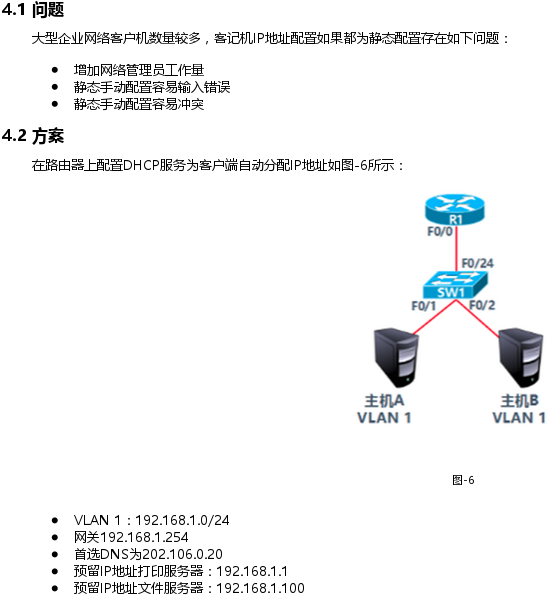 4.1 问题
大型企业网络客户机数量较多，客记机IP地址配置如果都为静态配置存在如下问题：
● 增加网络管理员工作量
● 静态手动配置容易输入错误
● 静态手动配置容易冲突
4.2 方案
在路由器上配置DHCP服务为客户端自动分配IP地址如图-6所示：
R1
F0/0
F0/24
SW1
F0/1 F0/2
主机A 主机B
VLAN 1 VLAN 1
图-6
● VLAN 1：192.168.1.0/24
● 网关192.168.1.254
● 首选DNS为202.106.0.20
● 预留IP地址打印服务器：192.168.1.1
● 预留IP地址文件服务器：192.168.1.100